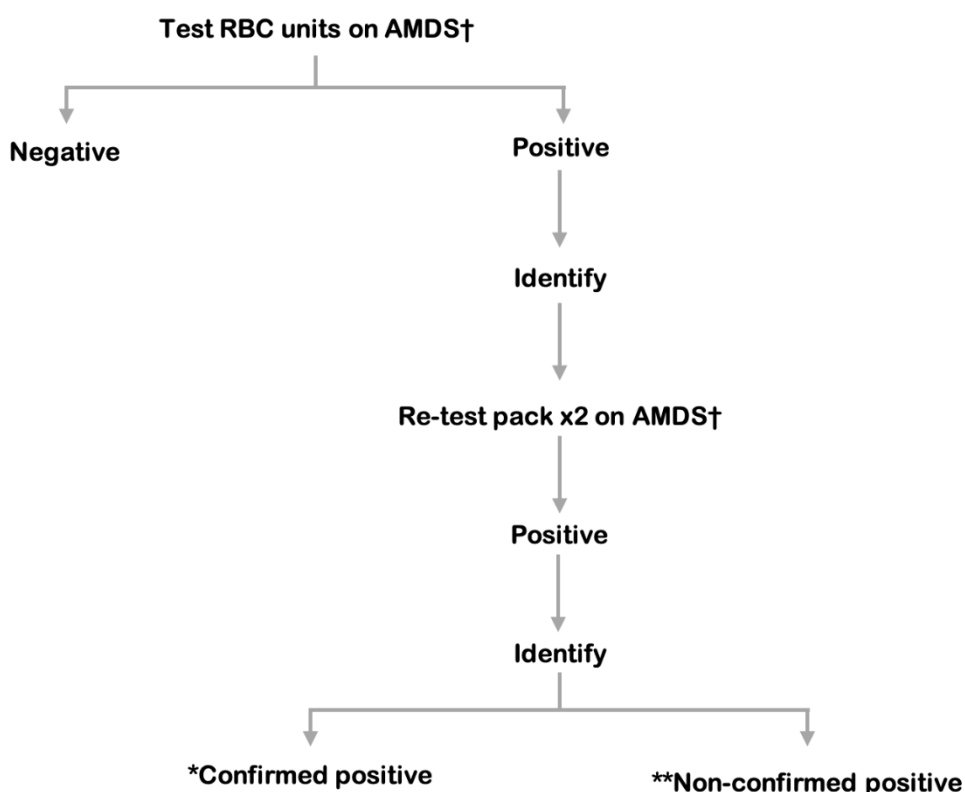 Test RBC units on AMDS†
Negative
Positive
Identify
Re-test pack x2 on AMDS†
Positive
Identify
*Confirmed positive
**Non-confirmed positive